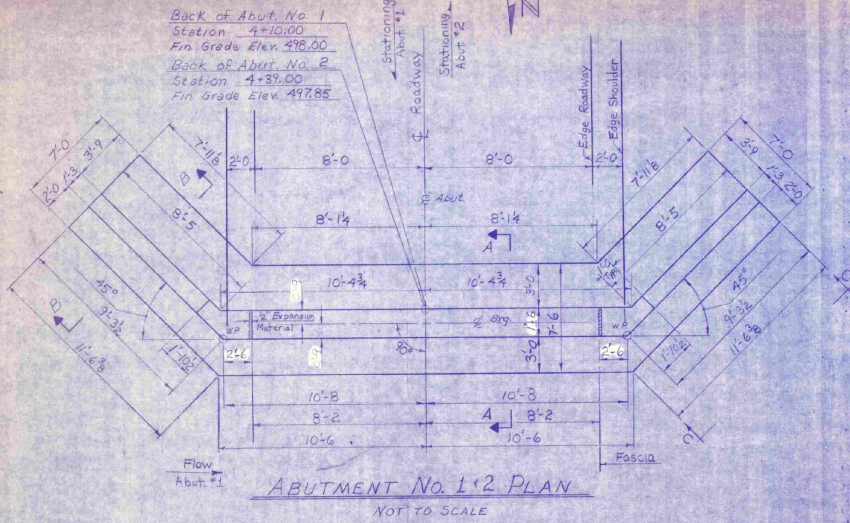 Back of Abut. No. 1
Station 4+10.00
Fin. Grade Elev. 498.00
Back of Abut. No. 2
Station 4+39.00
Fin Grade Elev. 497.85
Stationing
Abut #1
Stationing
Abut #2
N
℄ Roadway
Edge Roadway
Edge Shoulder
7'-0
3'-9
1'-3
2'-0
7'-11⅛
B
2'-0
8'-0
8'-0
2'-0
7'-11⅛
3'-9
7'-0
1'-3
2'-0
8'-5
℄ Abut.
8'-1¼
8'-1¼
A
8'-5
10'-4¾
10'-4¾
3'-0
45°
B
9'-3½
11'-6⅜
1'-10½
W.P.
½" Expansion
Material
℄ Brg.
1'-6
7'-6
W.P.
45°
9'-3½
11'-6⅜
1'-10½
C
2'-6
90°
3'-0
2'-6
10'-8
10'-8
8'-2
A
8'-2
10'-6
10'-6
C
Flow
Abut. #1
Fascia
ABUTMENT No. 1 & 2 PLAN
NOT TO SCALE